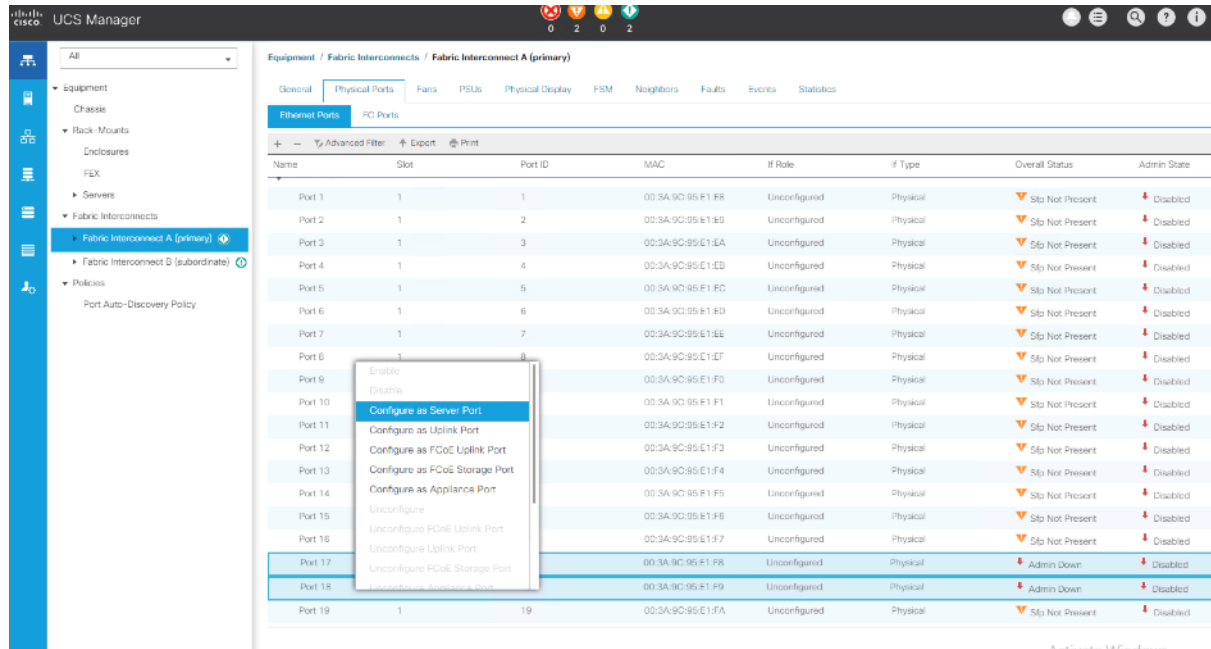 cisco UCS Manager
0 2 0 2
All
Equipment
Chassis
Rack-Mounts
Enclosures
FEX
Servers
Fabric Interconnects
Fabric Interconnect A (primary)
Fabric Interconnect B (subordinate)
Policies
Port Auto-Discovery Policy
Equipment / Fabric Interconnects / Fabric Interconnect A (primary)
General Physical Ports Fans PSUs Physical Display FSM Neighbors Faults Events Statistics
Ethernet Ports FC Ports
+ − Advanced Filter Export Print
Name Slot Port ID MAC If Role If Type Overall Status Admin State
Port 1 1 1 00:3A:9C:95:E1:E8 Unconfigured Physical Sfp Not Present Disabled
Port 2 1 2 00:3A:9C:95:E1:E9 Unconfigured Physical Sfp Not Present Disabled
Port 3 1 3 00:3A:9C:95:E1:EA Unconfigured Physical Sfp Not Present Disabled
Port 4 1 4 00:3A:9C:95:E1:EB Unconfigured Physical Sfp Not Present Disabled
Port 5 1 5 00:3A:9C:95:E1:EC Unconfigured Physical Sfp Not Present Disabled
Port 6 1 6 00:3A:9C:95:E1:ED Unconfigured Physical Sfp Not Present Disabled
Port 7 1 7 00:3A:9C:95:E1:EE Unconfigured Physical Sfp Not Present Disabled
Port 8 1 8 00:3A:9C:95:E1:EF Unconfigured Physical Sfp Not Present Disabled
Port 9 00:3A:9C:95:E1:F0 Unconfigured Physical Sfp Not Present Disabled
Port 10 00:3A:9C:95:E1:F1 Unconfigured Physical Sfp Not Present Disabled
Port 11 00:3A:9C:95:E1:F2 Unconfigured Physical Sfp Not Present Disabled
Port 12 00:3A:9C:95:E1:F3 Unconfigured Physical Sfp Not Present Disabled
Port 13 00:3A:9C:95:E1:F4 Unconfigured Physical Sfp Not Present Disabled
Port 14 00:3A:9C:95:E1:F5 Unconfigured Physical Sfp Not Present Disabled
Port 15 00:3A:9C:95:E1:F6 Unconfigured Physical Sfp Not Present Disabled
Port 16 00:3A:9C:95:E1:F7 Unconfigured Physical Sfp Not Present Disabled
Port 17 00:3A:9C:95:E1:F8 Unconfigured Physical Admin Down Disabled
Port 18 00:3A:9C:95:E1:F9 Unconfigured Physical Admin Down Disabled
Port 19 1 19 00:3A:9C:95:E1:FA Unconfigured Physical Sfp Not Present Disabled
Enable
Disable
Configure as Server Port
Configure as Uplink Port
Configure as FCoE Uplink Port
Configure as FCoE Storage Port
Configure as Appliance Port
Unconfigure
Unconfigure FCoE Uplink Port
Unconfigure Uplink Port
Unconfigure FCoE Storage Port
Unconfigure Appliance Port